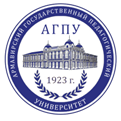 АРМАВИРСКИЙ ГОСУДАРСТВЕННЫЙ ПЕДАГОГИЧЕСКИЙ
УНИВЕРСИТЕТ
АГПУ
1923 г.